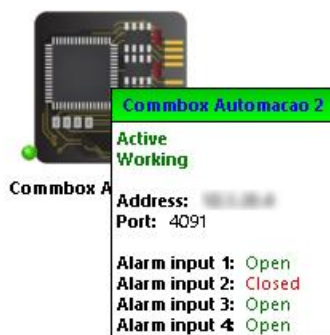 Commbox Automacao 2
Active
Working
Commbox A
Address:
Port: 4091
Alarm input 1: Open
Alarm input 2: Closed
Alarm input 3: Open
Alarm input 4: Open